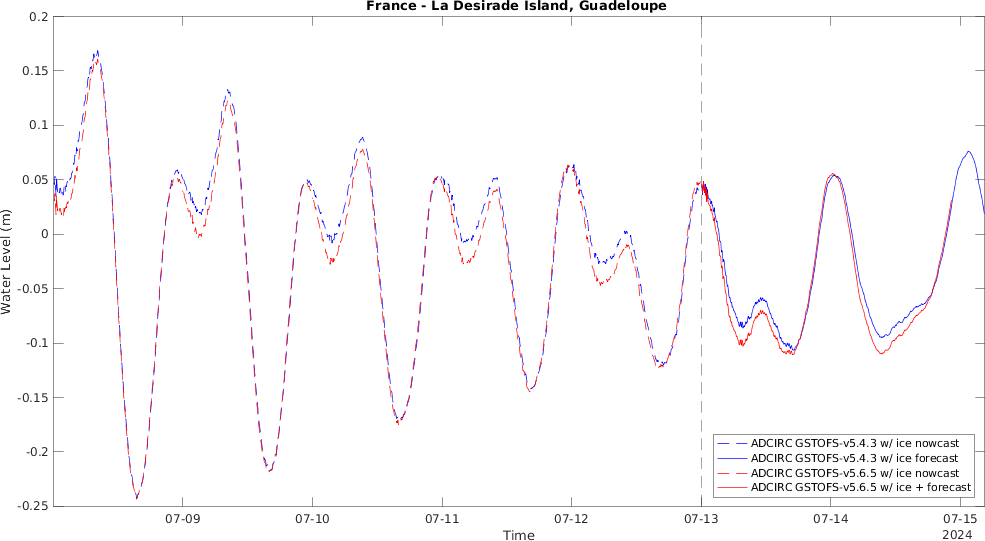 France - La Desirade Island, Guadeloupe
0.2
0.15
0.1
0.05
0
-0.05
-0.1
-0.15
-0.2
-0.25
Water Level (m)
ADCIRC GSTOFS-v5.4.3 w/ ice nowcast
ADCIRC GSTOFS-v5.4.3 w/ ice forecast
ADCIRC GSTOFS-v5.6.5 w/ ice nowcast
ADCIRC GSTOFS-v5.6.5 w/ ice + forecast
07-09 07-10 07-11 07-12 07-13 07-14 07-15
Time
2024